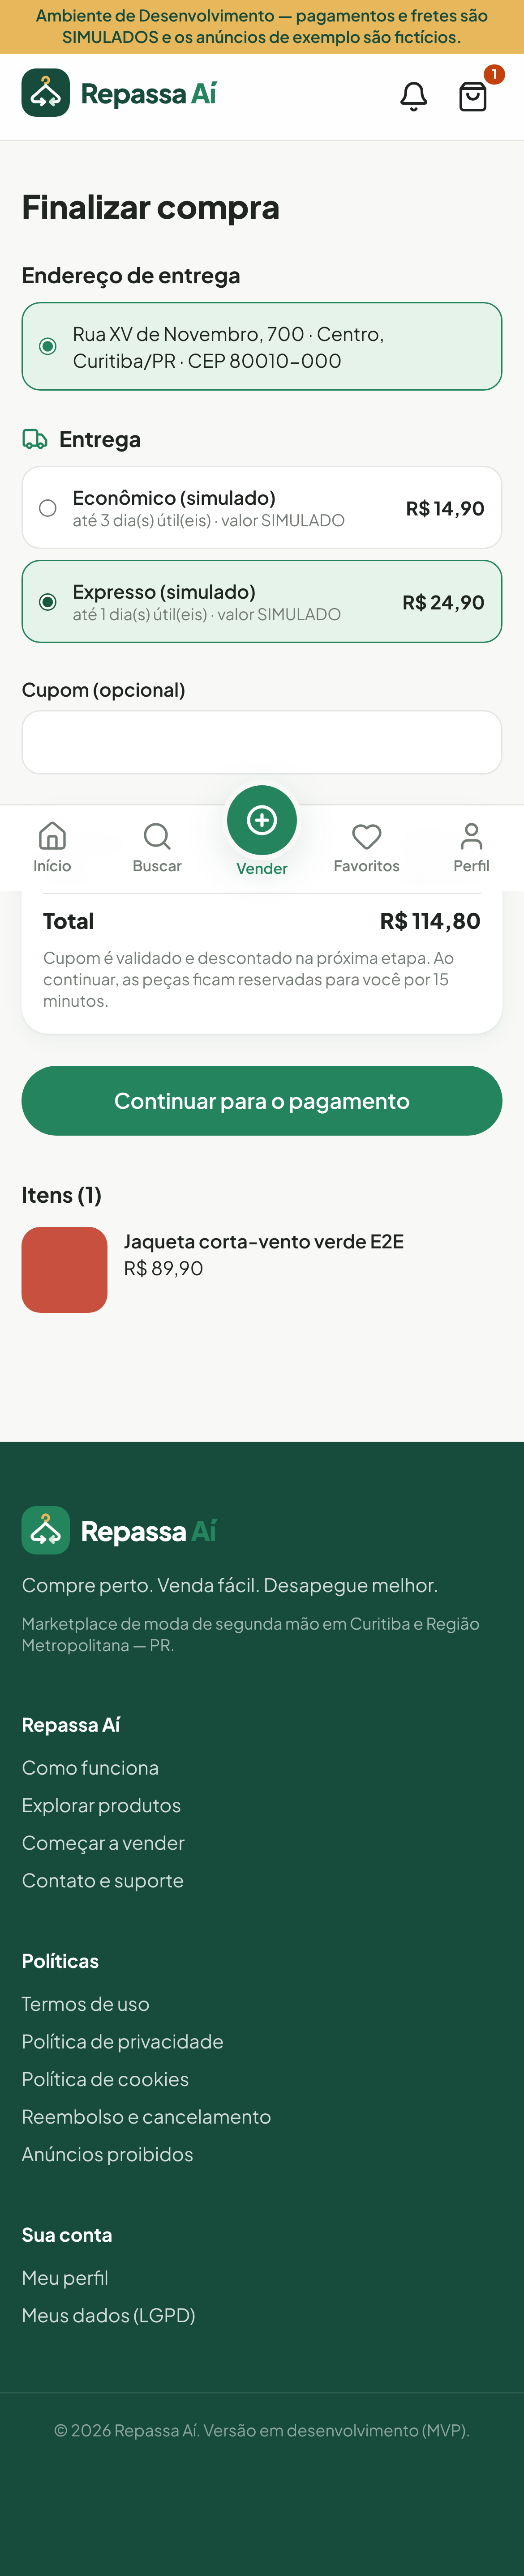 Ambiente de Desenvolvimento — pagamentos e fretes são
SIMULADOS e os anúncios de exemplo são fictícios.
Repassa Aí
1
Finalizar compra
Endereço de entrega
Rua XV de Novembro, 700 · Centro,
Curitiba/PR · CEP 80010-000
Entrega
Econômico (simulado)
até 3 dia(s) útil(eis) · valor SIMULADO
R$ 14,90
Expresso (simulado)
até 1 dia(s) útil(eis) · valor SIMULADO
R$ 24,90
Cupom (opcional)
Início
Buscar
Vender
Favoritos
Perfil
Total
R$ 114,80
Cupom é validado e descontado na próxima etapa. Ao
continuar, as peças ficam reservadas para você por 15
minutos.
Continuar para o pagamento
Itens (1)
Jaqueta corta-vento verde E2E
R$ 89,90
Repassa Aí
Compre perto. Venda fácil. Desapegue melhor.
Marketplace de moda de segunda mão em Curitiba e Região
Metropolitana — PR.
Repassa Aí
Como funciona
Explorar produtos
Começar a vender
Contato e suporte
Políticas
Termos de uso
Política de privacidade
Política de cookies
Reembolso e cancelamento
Anúncios proibidos
Sua conta
Meu perfil
Meus dados (LGPD)
© 2026 Repassa Aí. Versão em desenvolvimento (MVP).